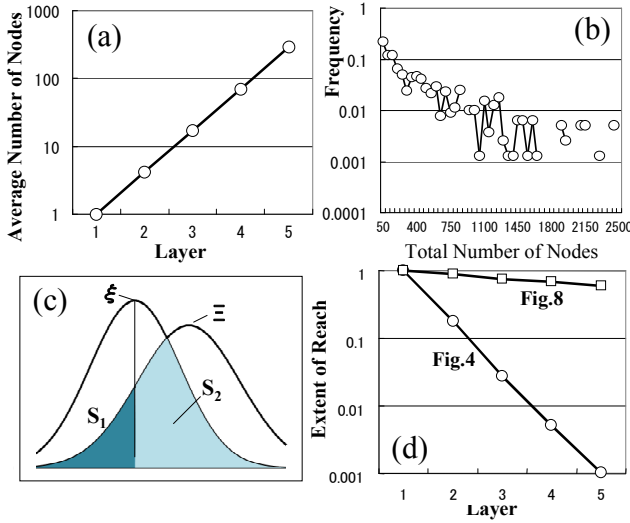 (a)
Average Number of Nodes
1000
100
10
1
1 2 3 4 5
Layer
(b)
Frequency
1
0.1
0.01
0.001
0.0001
50 400 750 1100 1450 1800 2150 2500
Total Number of Nodes
(c)
ξ
Ξ
S1
S2
(d)
Extent of Reach
1
0.1
0.01
0.001
Fig.8
Fig.4
1 2 3 4 5
Layer